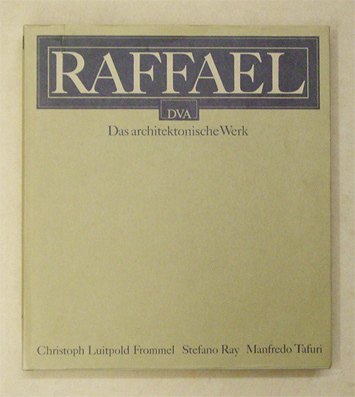 RAFFAEL
DVA
Das architektonische Werk
Christoph Luitpold Frommel Stefano Ray Manfredo Tafuri